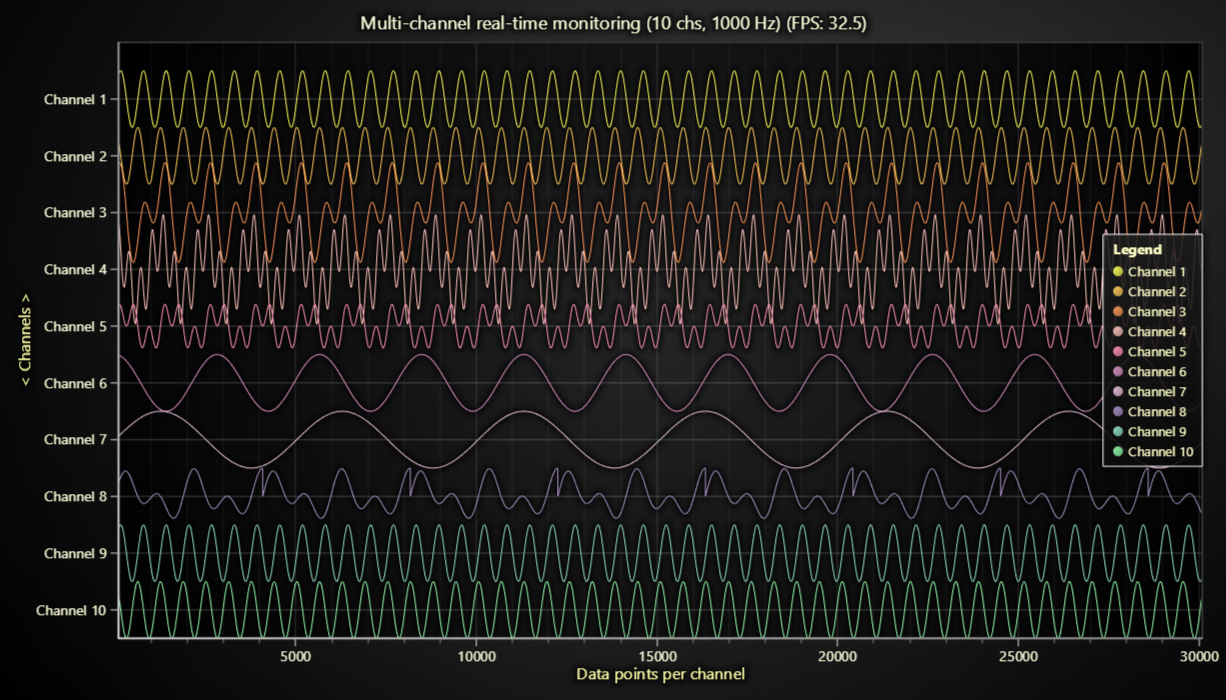 Multi-channel real-time monitoring (10 chs, 1000 Hz) (FPS: 32.5)
Channel 1
Channel 2
Channel 3
Channel 4
Channel 5
Channel 6
Channel 7
Channel 8
Channel 9
Channel 10
< Channels >
Legend
Channel 1
Channel 2
Channel 3
Channel 4
Channel 5
Channel 6
Channel 7
Channel 8
Channel 9
Channel 10
5000 10000 15000 20000 25000 30000
Data points per channel